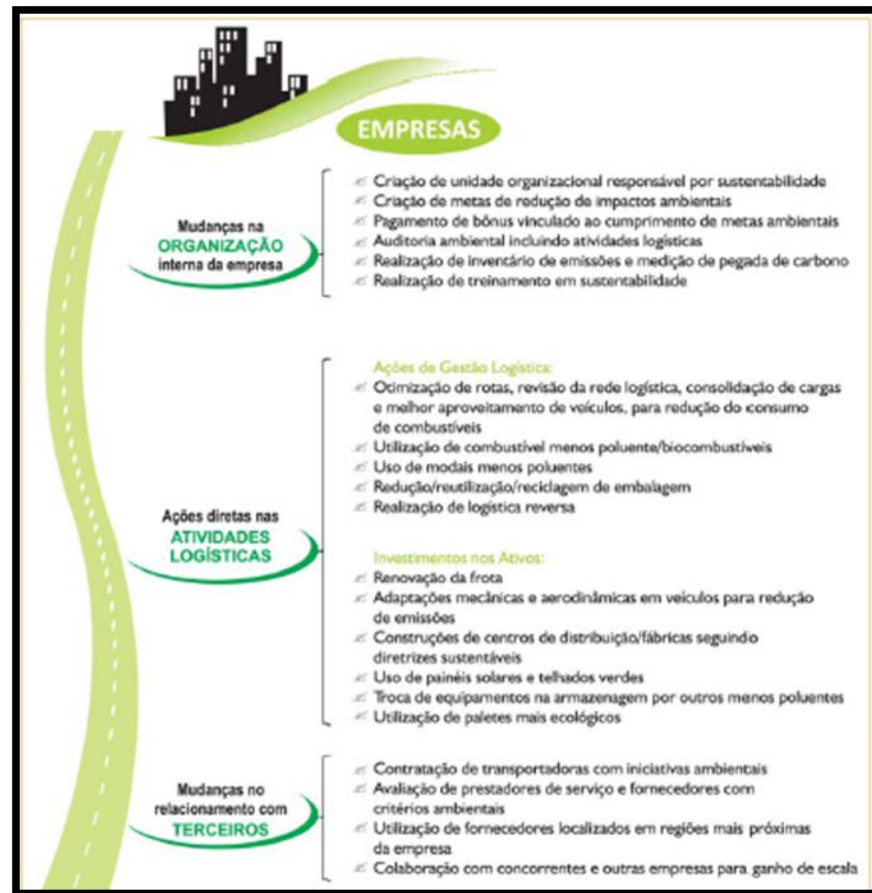 EMPRESAS
Mudanças na
ORGANIZAÇÃO
interna da empresa
Criação de unidade organizacional responsável por sustentabilidade
Criação de metas de redução de impactos ambientais
Pagamento de bônus vinculado ao cumprimento de metas ambientais
Auditoria ambiental incluindo atividades logísticas
Realização de inventário de emissões e medição de pegada de carbono
Realização de treinamento em sustentabilidade
Ações diretas nas
ATIVIDADES
LOGÍSTICAS
Ações de Gestão Logística:
Otimização de rotas, revisão da rede logística, consolidação de cargas
e melhor aproveitamento de veículos, para redução do consumo
de combustíveis
Utilização de combustível menos poluente/biocombustíveis
Uso de modais menos poluentes
Redução/reutilização/reciclagem de embalagem
Realização de logística reversa
Investimentos nos Ativos:
Renovação da frota
Adaptações mecânicas e aerodinâmicas em veículos para redução
de emissões
Construções de centros de distribuição/fábricas seguindo
diretrizes sustentáveis
Uso de painéis solares e telhados verdes
Troca de equipamentos na armazenagem por outros menos poluentes
Utilização de paletes mais ecológicos
Mudanças no
relacionamento com
TERCEIROS
Contratação de transportadoras com iniciativas ambientais
Avaliação de prestadores de serviço e fornecedores com
critérios ambientais
Utilização de fornecedores localizados em regiões mais próximas
da empresa
Colaboração com concorrentes e outras empresas para ganho de escala